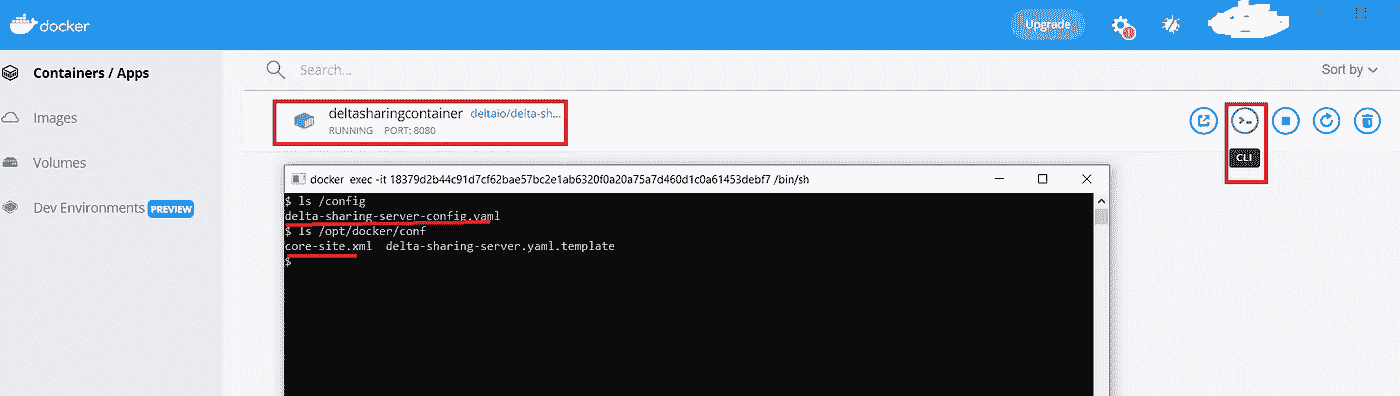 docker
Upgrade
Containers / Apps
Search...
Sort by
Images
deltasharingcontainer deltaio/delta-sh...
RUNNING PORT: 8080
CLI
Volumes
docker exec -it 18379d2b44c91d7cf62bae57bc2e1ab6320f0a20a75a7d460d1c0a61453debf7 /bin/sh
Dev Environments PREVIEW
$ ls /config
delta-sharing-server-config.yaml
$ ls /opt/docker/conf
core-site.xml delta-sharing-server.yaml.template
$